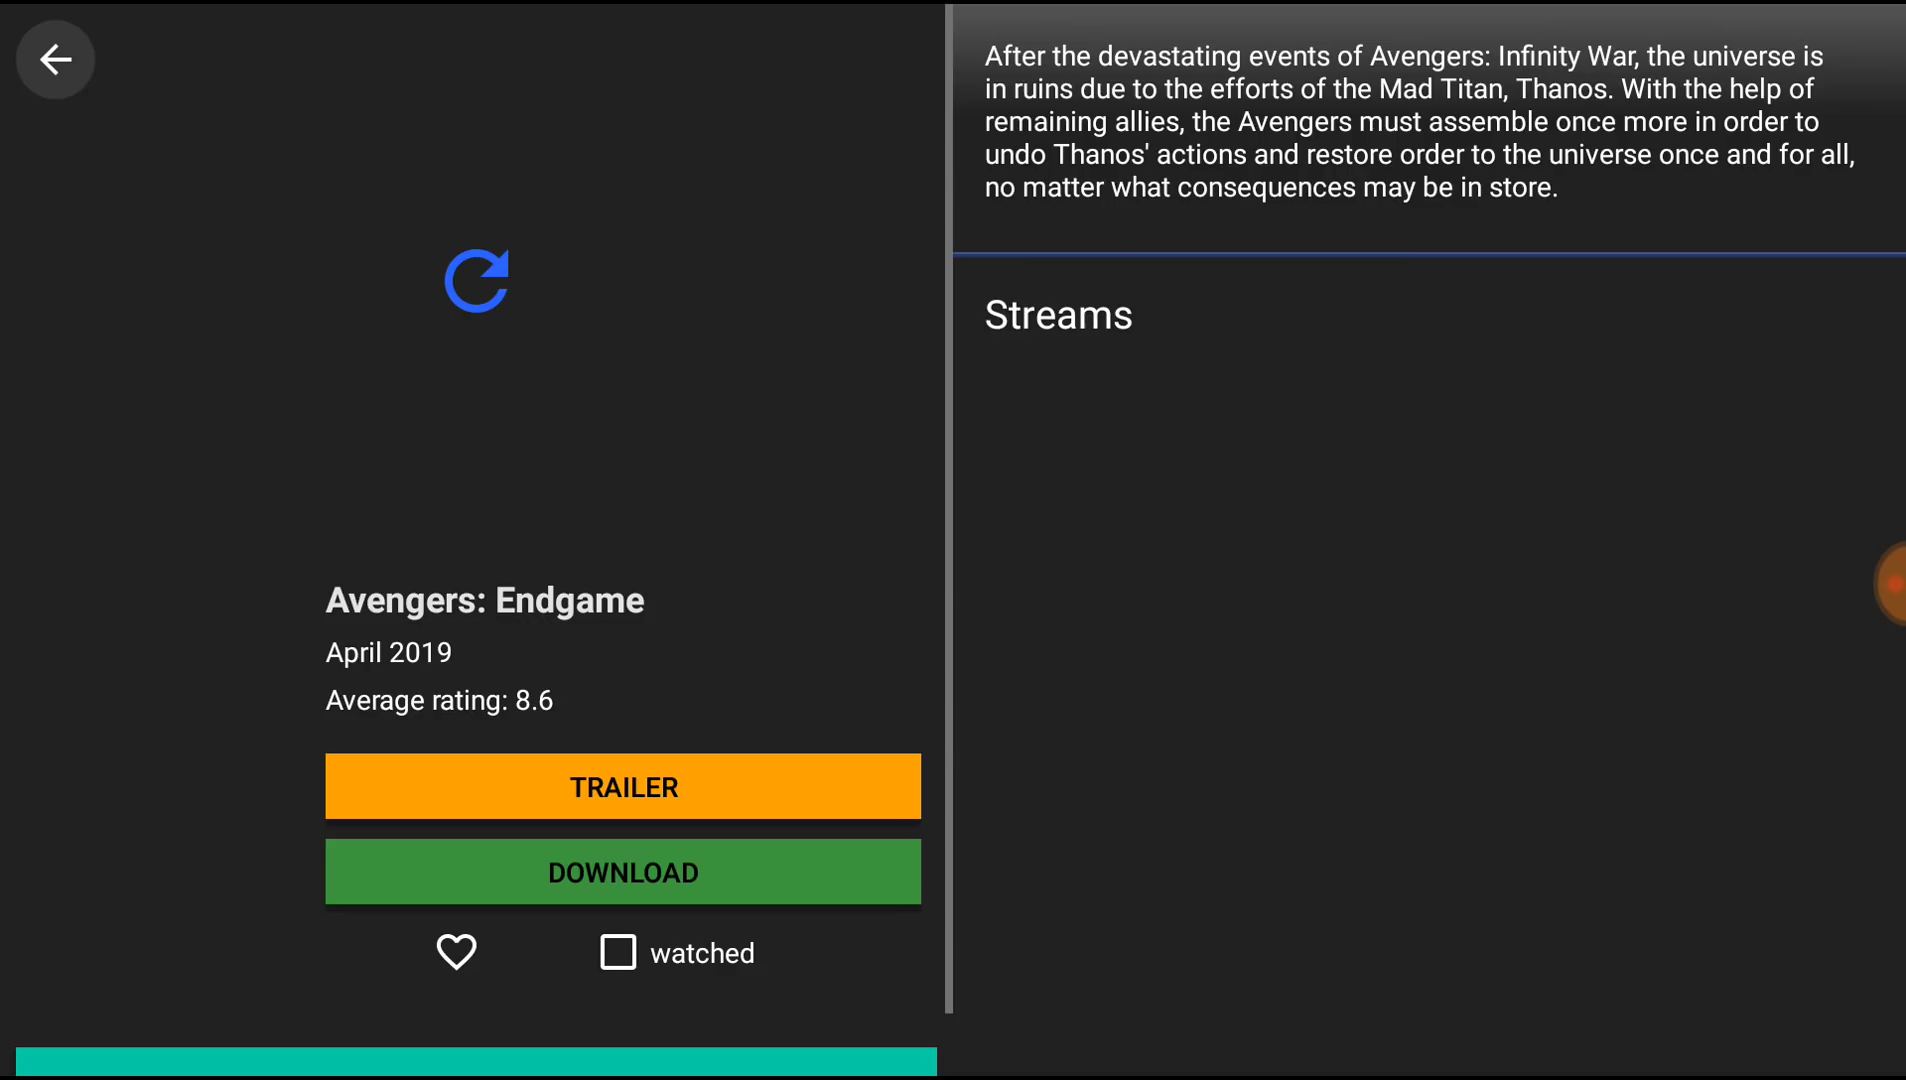 Avengers: Endgame
April 2019
Average rating: 8.6
TRAILER
DOWNLOAD
watched
After the devastating events of Avengers: Infinity War, the universe is
in ruins due to the efforts of the Mad Titan, Thanos. With the help of
remaining allies, the Avengers must assemble once more in order to
undo Thanos' actions and restore order to the universe once and for all,
no matter what consequences may be in store.
Streams